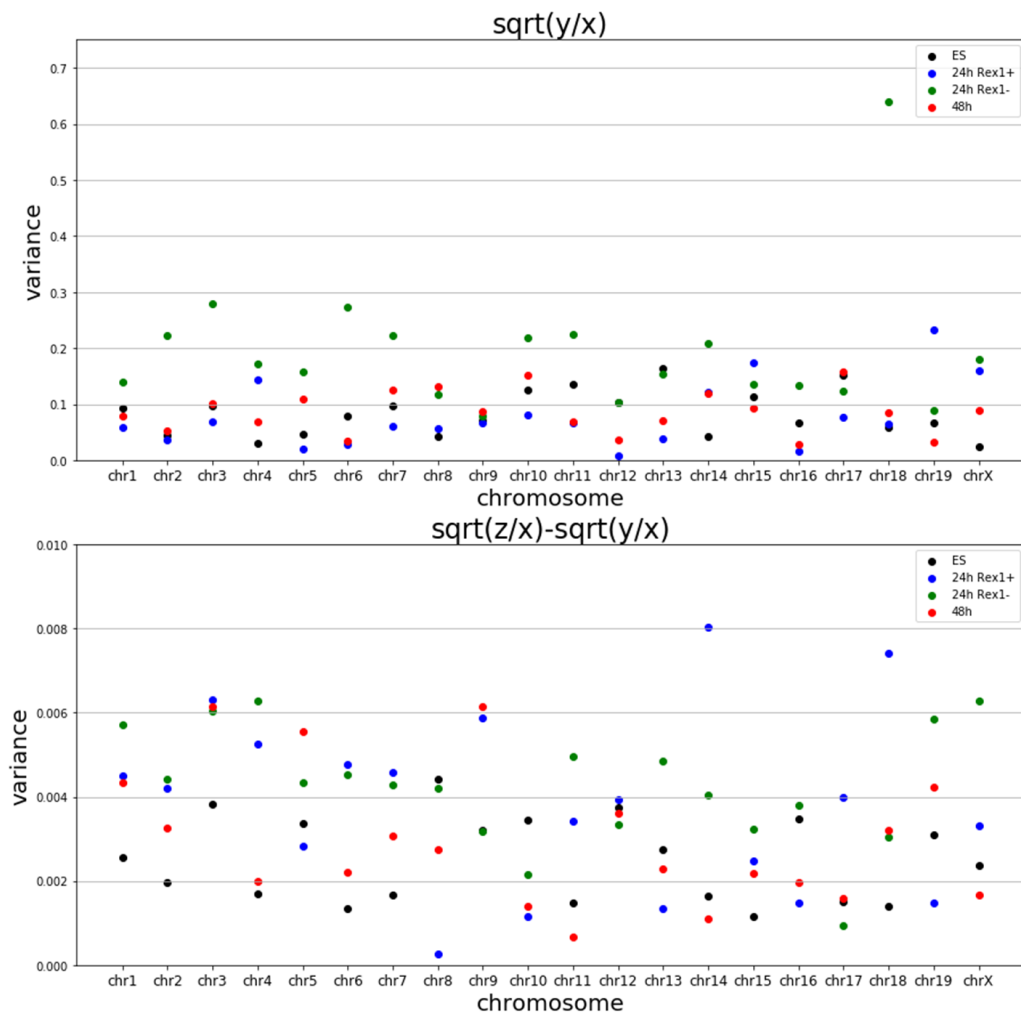 sqrt(y/x)
0.7
0.6
0.5
0.4
0.3
0.2
0.1
0.0
variance
ES
24h Rex1+
24h Rex1-
48h
chr1 chr2 chr3 chr4 chr5 chr6 chr7 chr8 chr9 chr10 chr11 chr12 chr13 chr14 chr15 chr16 chr17 chr18 chr19 chrX
chromosome
sqrt(z/x)-sqrt(y/x)
0.010
0.008
0.006
0.004
0.002
0.000
variance
ES
24h Rex1+
24h Rex1-
48h
chr1 chr2 chr3 chr4 chr5 chr6 chr7 chr8 chr9 chr10 chr11 chr12 chr13 chr14 chr15 chr16 chr17 chr18 chr19 chrX
chromosome